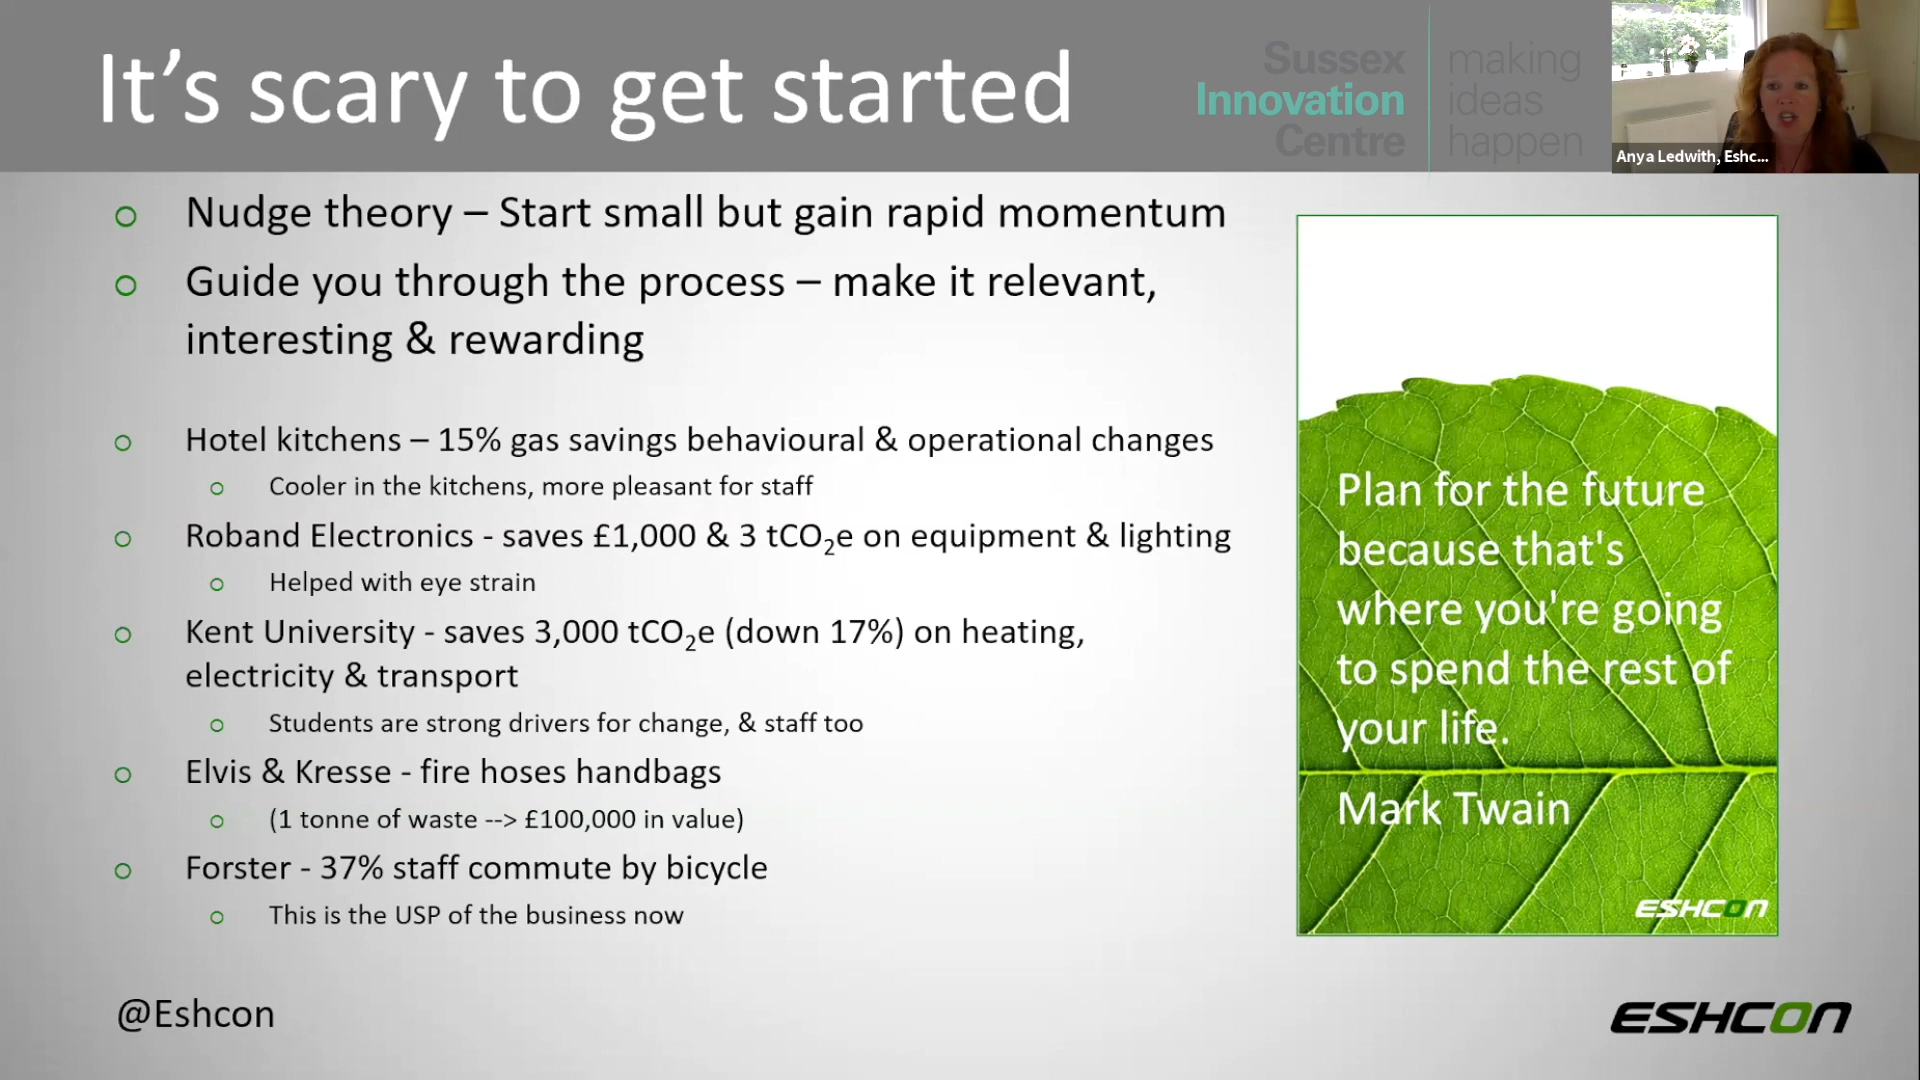 It's scary to get started
Sussex
Innovation
Centre
making
ideas
happen
Anya Ledwith, Eshc...
Nudge theory – Start small but gain rapid momentum
Guide you through the process – make it relevant,
interesting & rewarding
Hotel kitchens – 15% gas savings behavioural & operational changes
Cooler in the kitchens, more pleasant for staff
Roband Electronics - saves £1,000 & 3 tCO₂e on equipment & lighting
Helped with eye strain
Kent University - saves 3,000 tCO₂e (down 17%) on heating,
electricity & transport
Students are strong drivers for change, & staff too
Elvis & Kresse - fire hoses handbags
(1 tonne of waste --> £100,000 in value)
Forster - 37% staff commute by bicycle
This is the USP of the business now
Plan for the future
because that's
where you're going
to spend the rest of
your life.
Mark Twain
ESHCON
@Eshcon
ESHCON